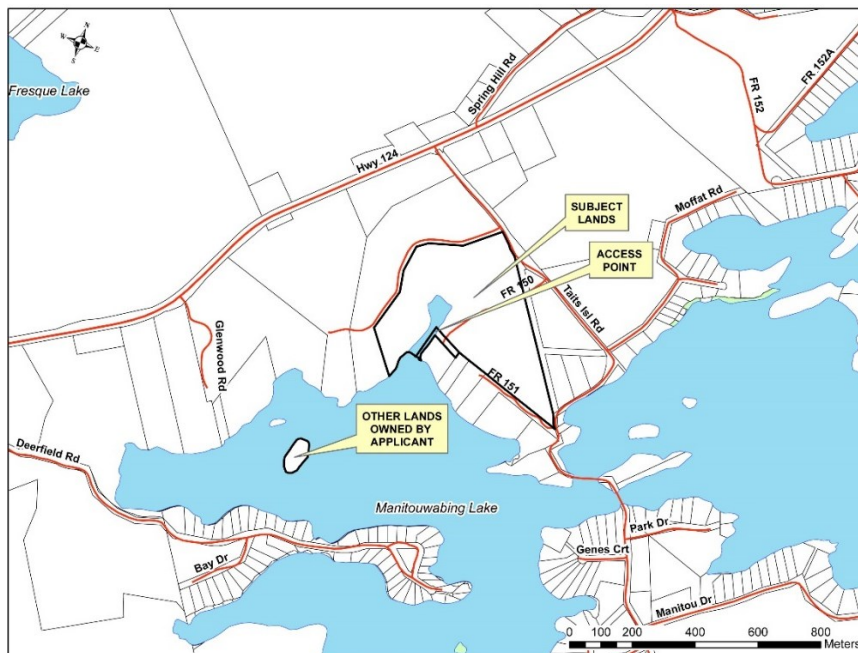 N
W
E
S
Fresque Lake
Spring Hill Rd
FR 152
FR 152A
Hwy 124
Moffat Rd
SUBJECT
LANDS
ACCESS
POINT
FR 150
Taits Isl Rd
Glenwood Rd
FR 151
OTHER LANDS
OWNED BY
APPLICANT
Deerfield Rd
Manitouwabing Lake
Park Dr
Genes Crt
Bay Dr
Manitou Dr
0 100 200 400 600 800
Meters